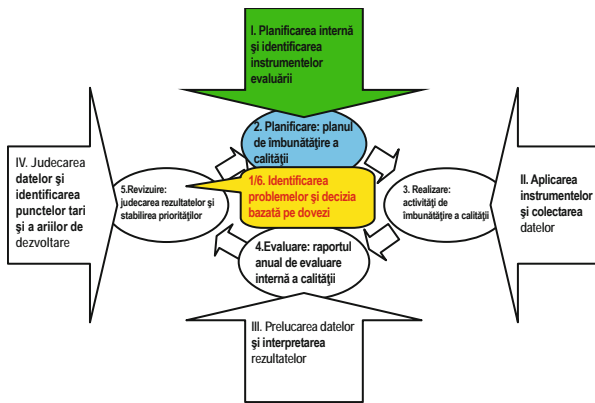 I. Planificarea internă
şi identificarea
instrumentelor
evaluării
2. Planificare: planul
de îmbunătăţire a
calităţii
IV. Judecarea
datelor şi
identificarea
punctelor tari
şi a ariilor de
dezvoltare
5.Revizuire:
judecarea rezultatelor şi
stabilirea priorităţilor
1/6. Identificarea
problemelor şi decizia
bazată pe dovezi
3. Realizare:
activităţi de
îmbunătăţire a calităţii
II. Aplicarea
instrumentelor
şi colectarea
datelor
4.Evaluare: raportul
anual de evaluare
internă a calităţii
III. Prelucarea datelor
şi interpretarea
rezultatelor